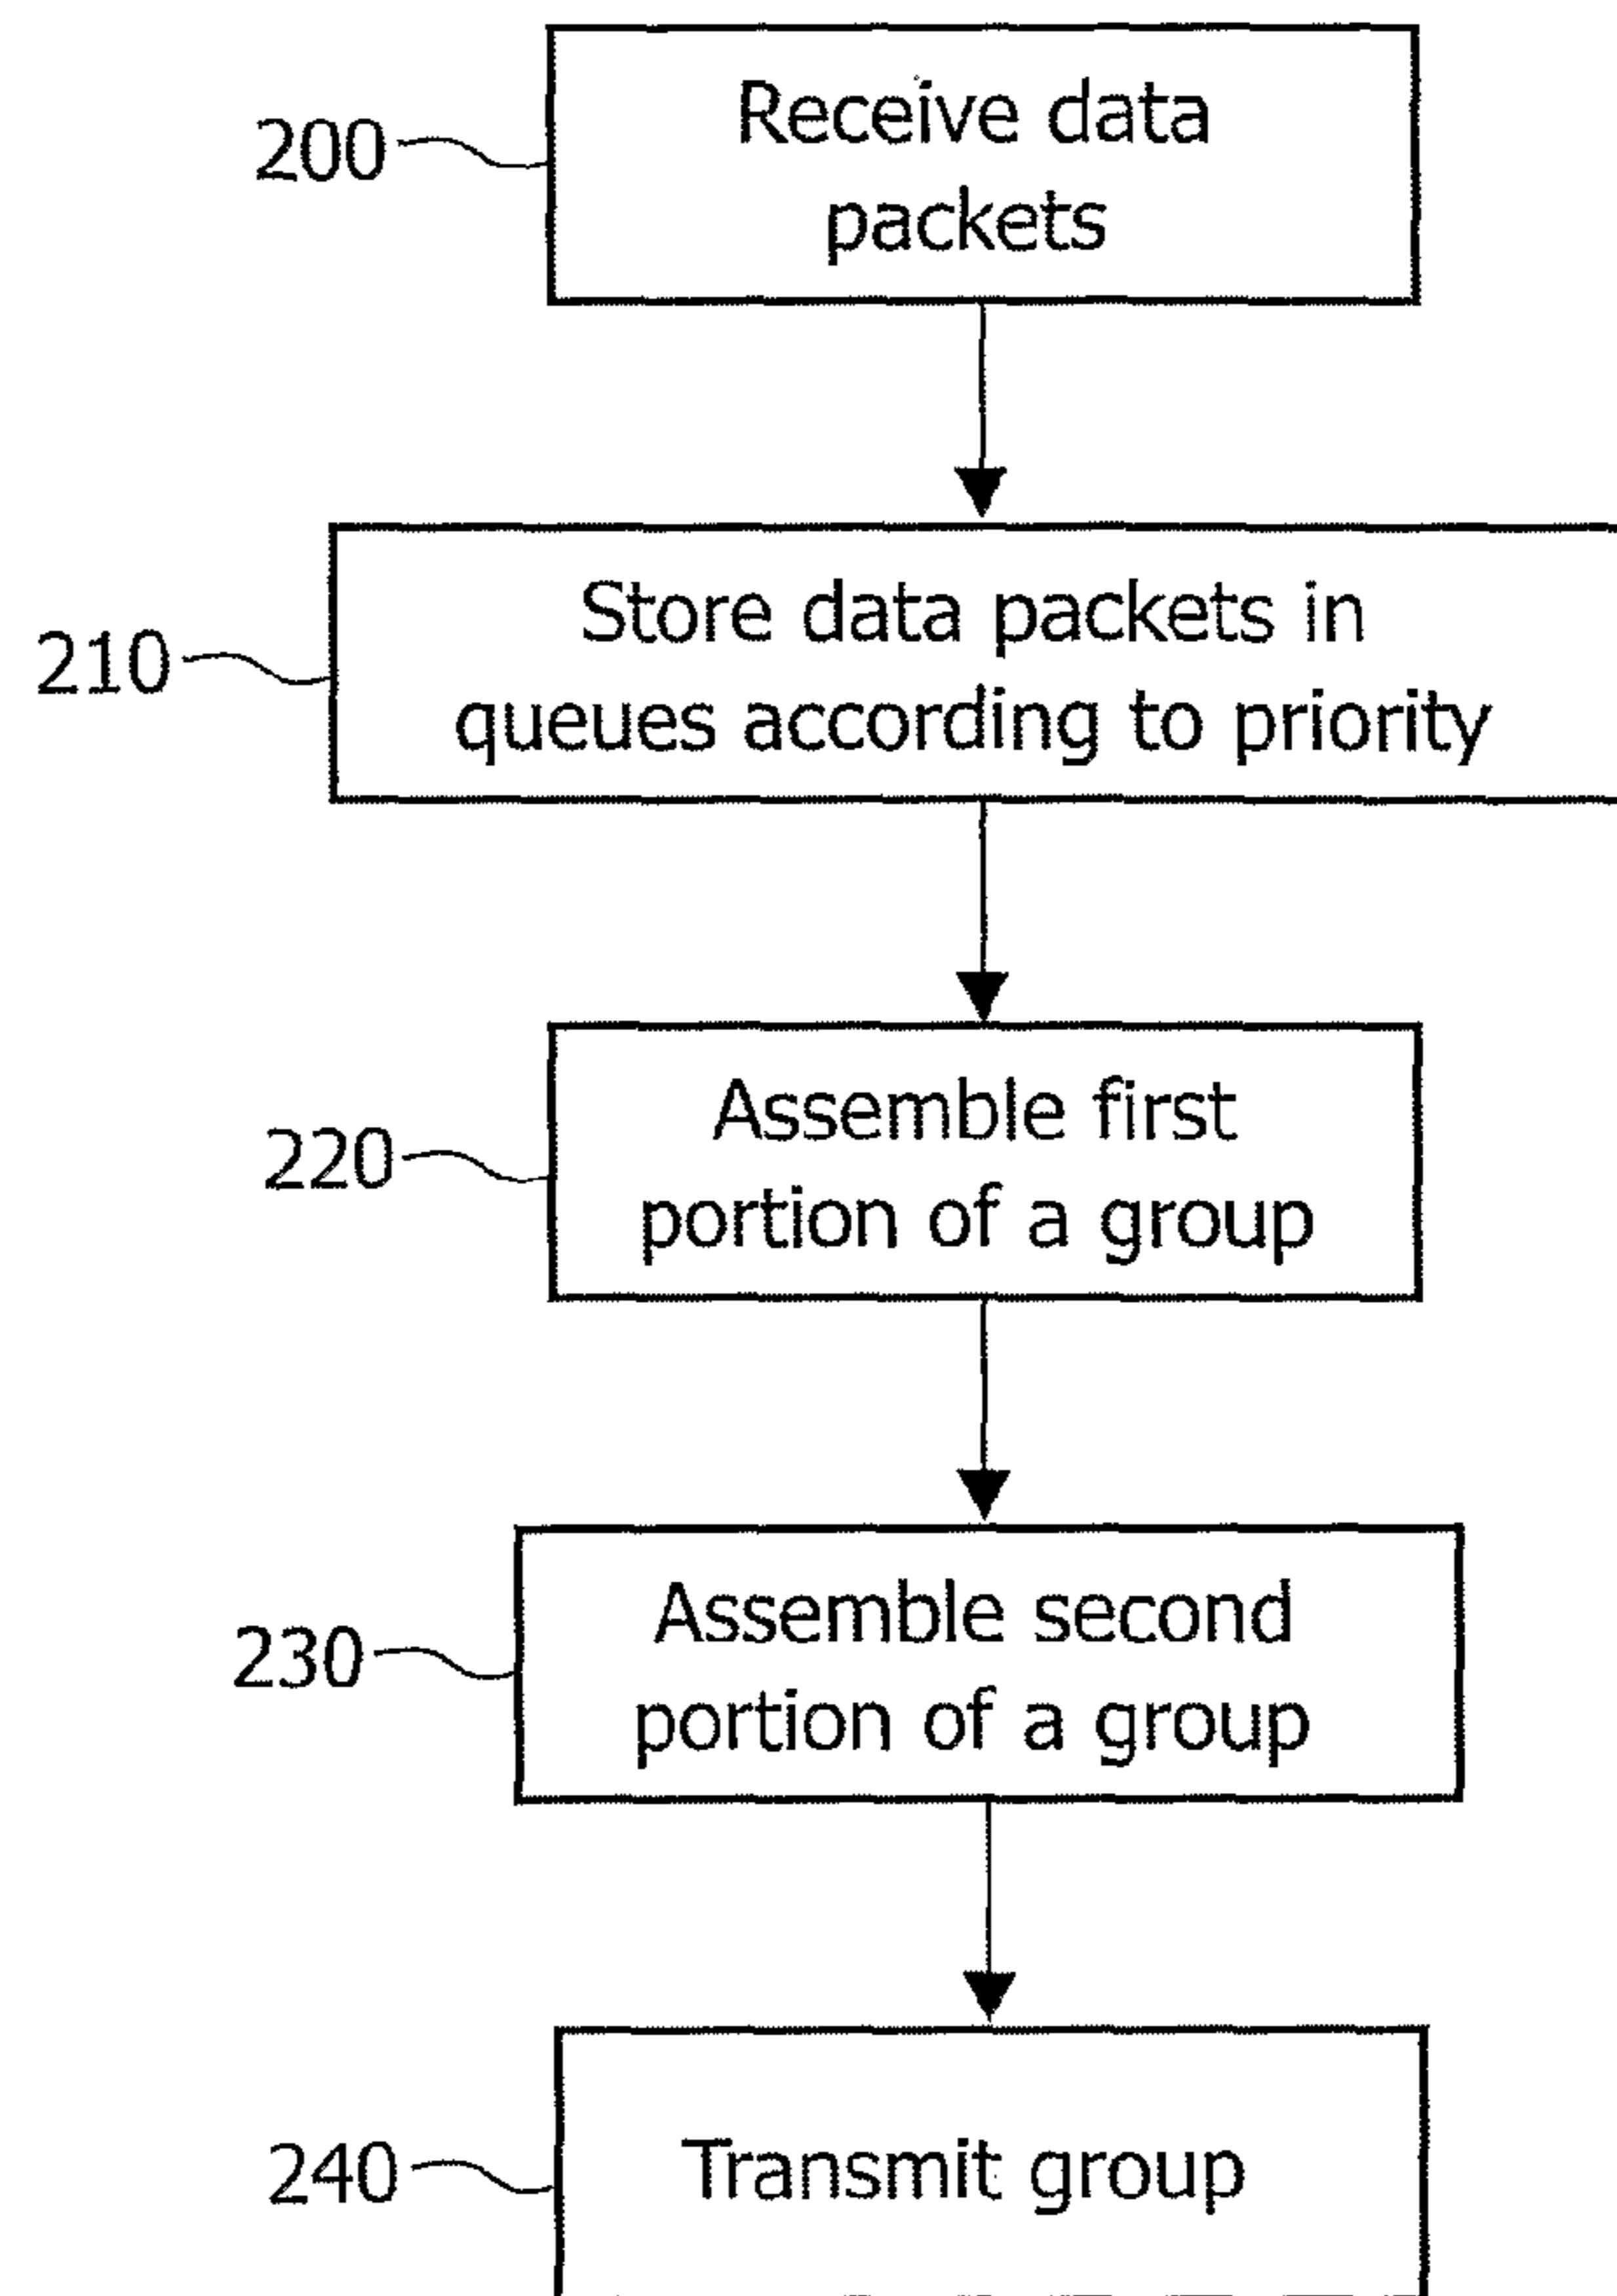 200
Receive data
packets
210
Store data packets in
queues according to priority
220
Assemble first
portion of a group
230
Assemble second
portion of a group
240
Transmit group